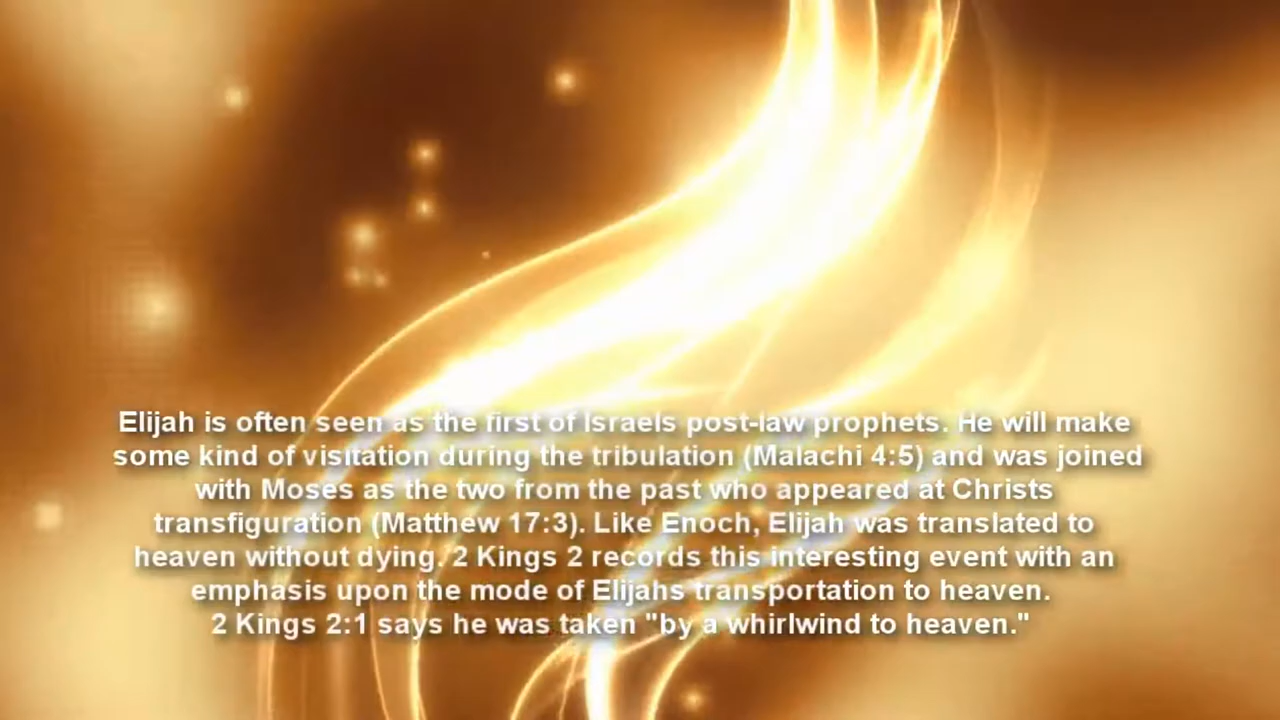 Elijah is often seen as the first of Israels post-law prophets. He will make
some kind of visitation during the tribulation (Malachi 4:5) and was joined
with Moses as the two from the past who appeared at Christs
transfiguration (Matthew 17:3). Like Enoch, Elijah was translated to
heaven without dying. 2 Kings 2 records this interesting event with an
emphasis upon the mode of Elijahs transportation to heaven.
2 Kings 2:1 says he was taken "by a whirlwind to heaven."